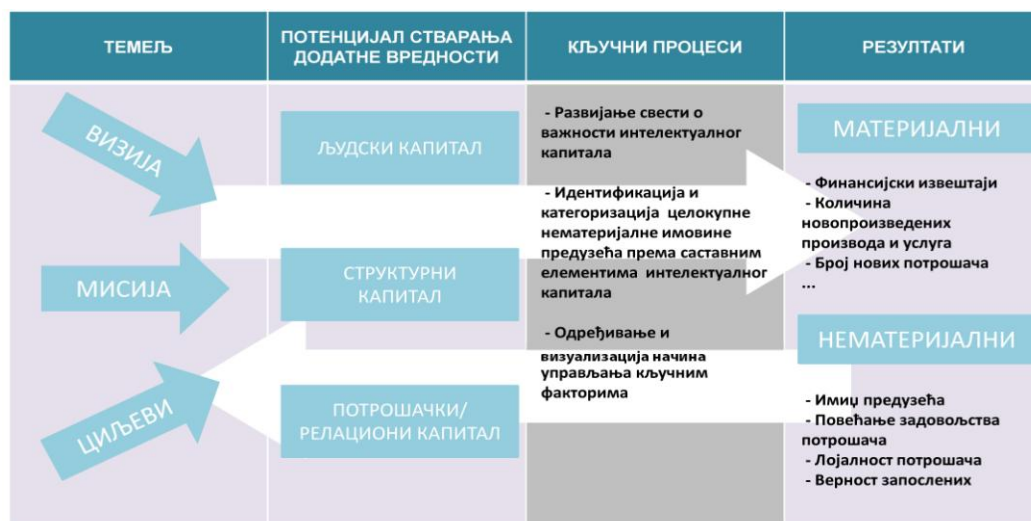 ТЕМЕЉ
ПОТЕНЦИЈАЛ СТВАРАЊА
ДОДАТНЕ ВРЕДНОСТИ
КЉУЧНИ ПРОЦЕСИ
РЕЗУЛТАТИ
ВИЗИЈА
МИСИЈА
ЦИЉЕВИ
ЉУДСКИ КАПИТАЛ
СТРУКТУРНИ
КАПИТАЛ
ПОТРОШАЧКИ/
РЕЛАЦИОНИ КАПИТАЛ
- Развијање свести о
важности интелектуалног
капитала
- Идентификација и
категоризација целокупне
нематеријалне имовине
предузећа према саставним
елементима интелектуалног
капитала
- Одређивање и
визуализација начина
управљања кључним
факторима
МАТЕРИЈАЛНИ
- Финансијски извештаји
- Количина
новопроизведених
производа и услуга
- Број нових потрошача
...
НЕМАТЕРИЈАЛНИ
- Имиџ предузећа
- Повећање задовољства
потрошача
- Лојалност потрошача
- Верност запослених